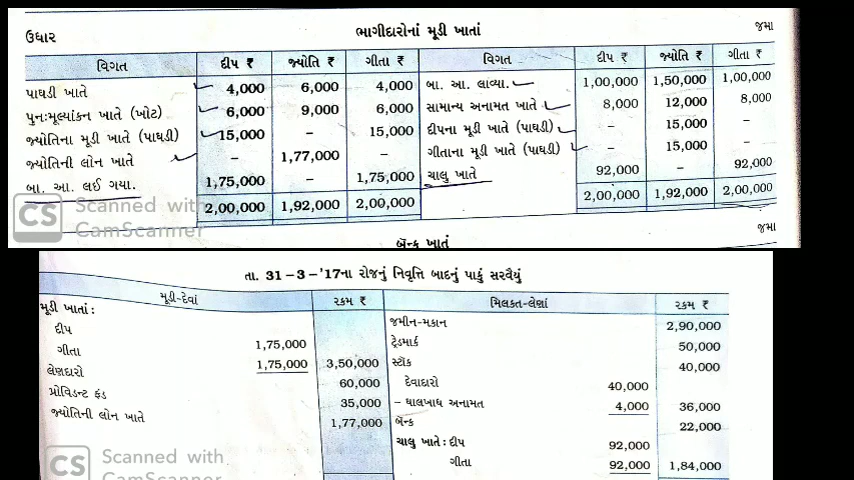 ઉધાર ભાગીદારોનાં મૂડી ખાતાં જમા
વિગત દીપ ₹ જ્યોતિ ₹ ગીતા ₹ વિગત દીપ ₹ જ્યોતિ ₹ ગીતા ₹
પાઘડી ખાતે 4,000 6,000 4,000 બા. આ. લાવ્યા. 1,00,000 1,50,000 1,00,000
પુનઃમૂલ્યાંકન ખાતે (ખોટ) 6,000 9,000 6,000 સામાન્ય અનામત ખાતે 8,000 12,000 8,000
જ્યોતિના મૂડી ખાતે (પાઘડી) 15,000 – 15,000 દીપના મૂડી ખાતે (પાઘડી) – 15,000 –
જ્યોતિની લોન ખાતે – 1,77,000 – ગીતાના મૂડી ખાતે (પાઘડી) – 15,000 –
બા. આ. લઈ ગયા. 1,75,000 – 1,75,000 ચાલુ ખાતે 92,000 – 92,000
2,00,000 1,92,000 2,00,000 2,00,000 1,92,000 2,00,000
CS Scanned with CamScanner
બૅન્ક ખાતું જમા
તા. 31-3-'17ના રોજનું નિવૃત્તિ બાદનું પાકું સરવૈયું
મૂડી-દેવાં રકમ ₹ મિલકત-લેણાં રકમ ₹
મૂડી ખાતાં : જમીન-મકાન 2,90,000
દીપ 1,75,000 ટ્રેડમાર્ક 50,000
ગીતા 1,75,000 3,50,000 સ્ટૉક 40,000
લેણદારો 60,000 દેવાદારો 40,000
પ્રોવિડન્ટ ફંડ 35,000 – ઘાલખાધ અનામત 4,000 36,000
જ્યોતિની લોન ખાતે 1,77,000 બૅન્ક 22,000
ચાલુ ખાતે : દીપ 92,000
ગીતા 92,000 1,84,000
CS Scanned with
CamScanner